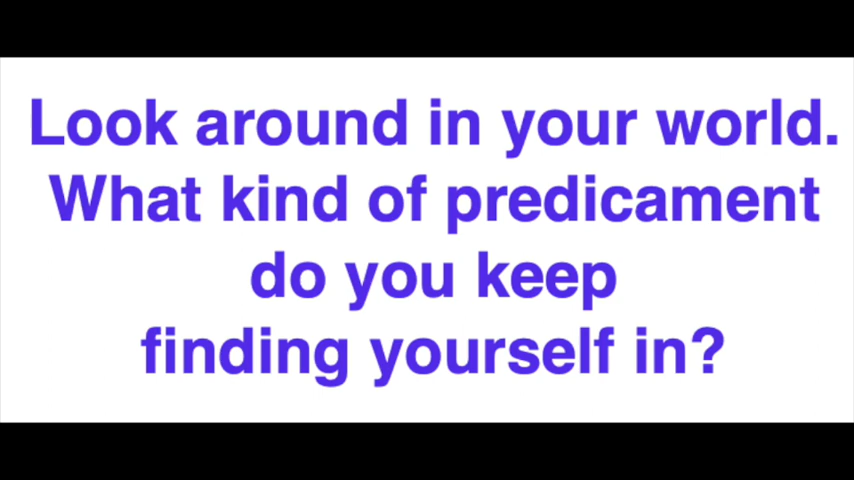 Look around in your world.
What kind of predicament
do you keep
finding yourself in?